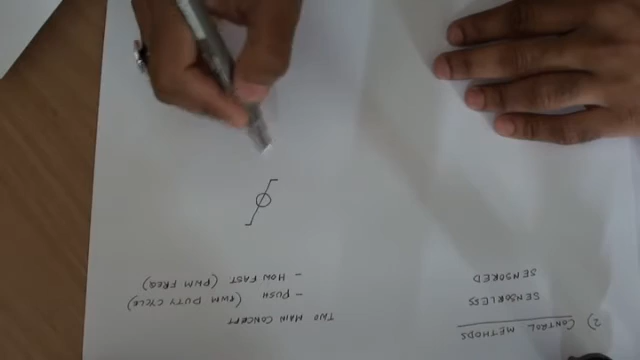 2) CONTROL METHODS
SENSORLESS
SENSORED
TWO MAIN CONCEPT
- PUSH (PWM DUTY CYCLE)
- HOW FAST (PWM FREQ)